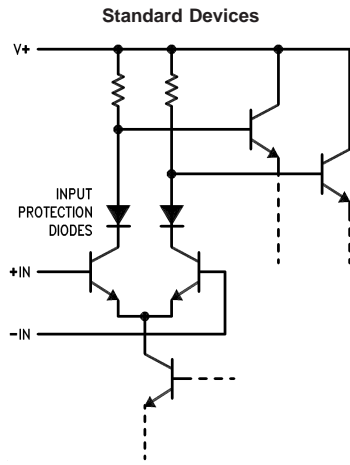 Standard Devices
V+
INPUT
PROTECTION
DIODES
+IN
−IN